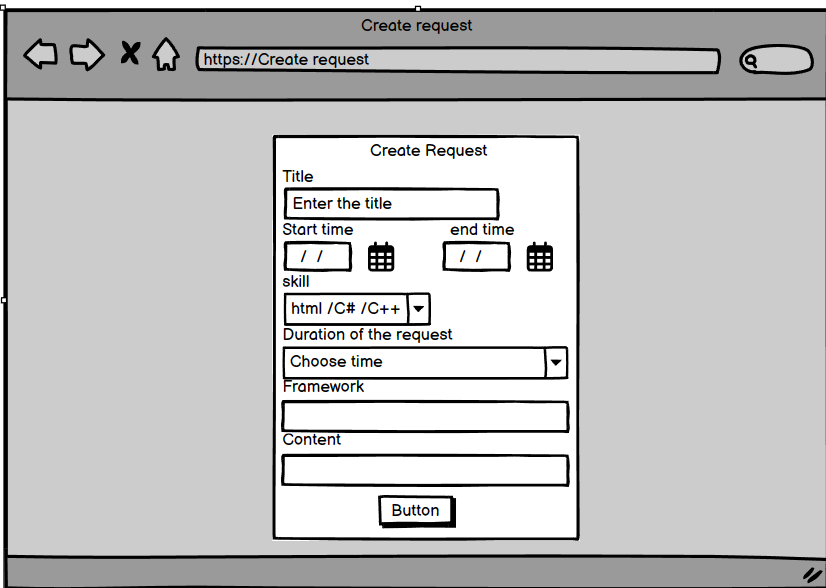 Create request
https://Create request
Create Request
Title
Enter the title
Start time end time
/ / / /
skill
html /C# /C++
Duration of the request
Choose time
Framework
Content
Button